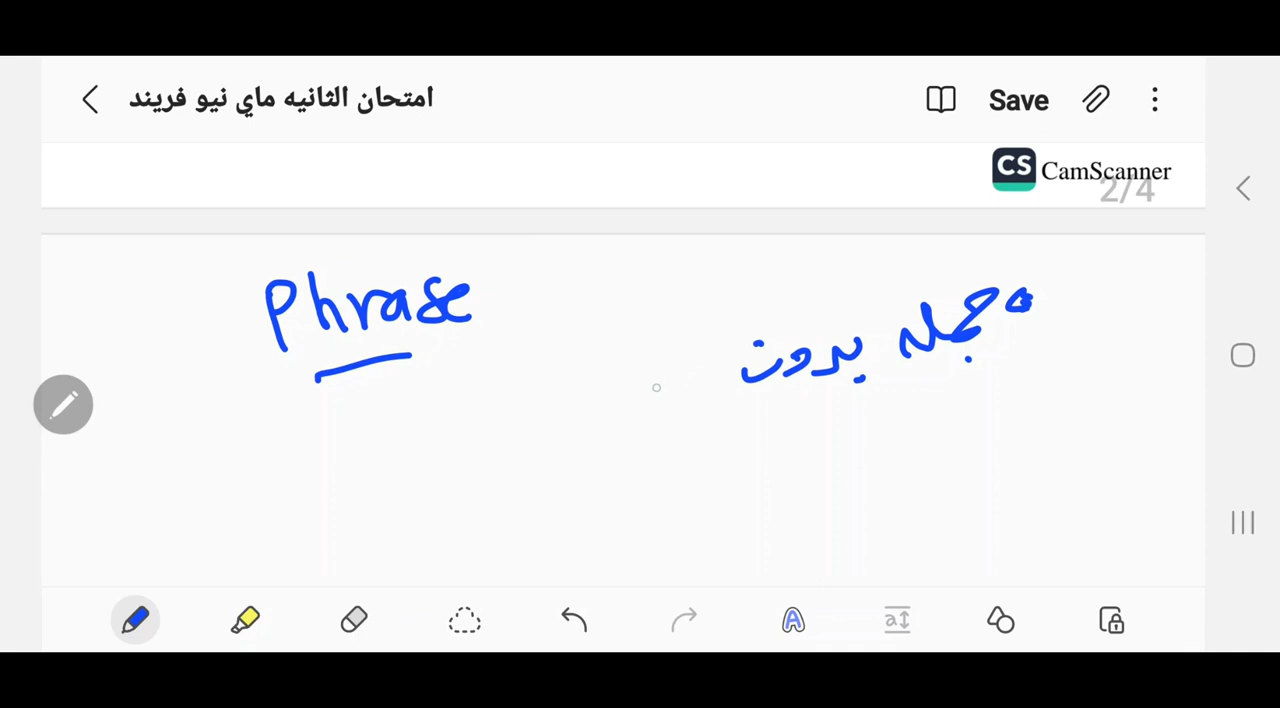 امتحان الثانيه ماي نيو فريند
Save
CS CamScanner
2/4
Phrase
جمله بدون